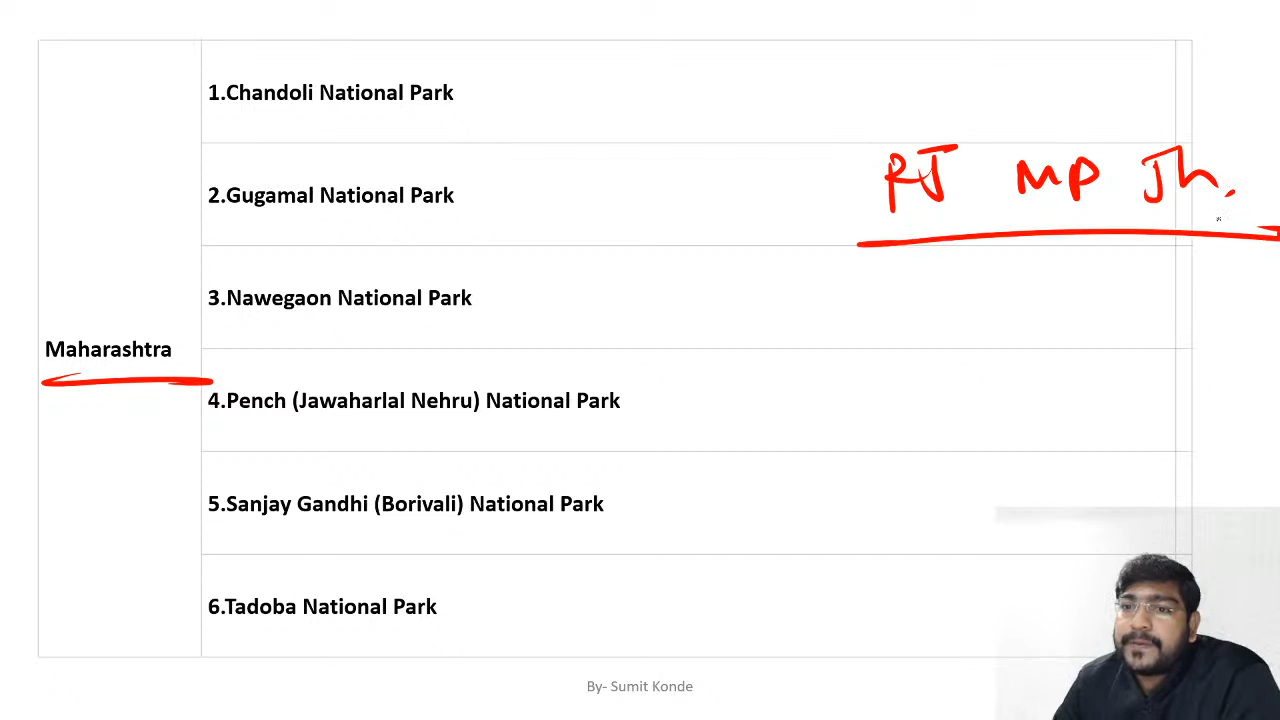 1.Chandoli National Park
RJ MP Jh.
2.Gugamal National Park
3.Nawegaon National Park
Maharashtra
4.Pench (Jawaharlal Nehru) National Park
5.Sanjay Gandhi (Borivali) National Park
6.Tadoba National Park
By- Sumit Konde